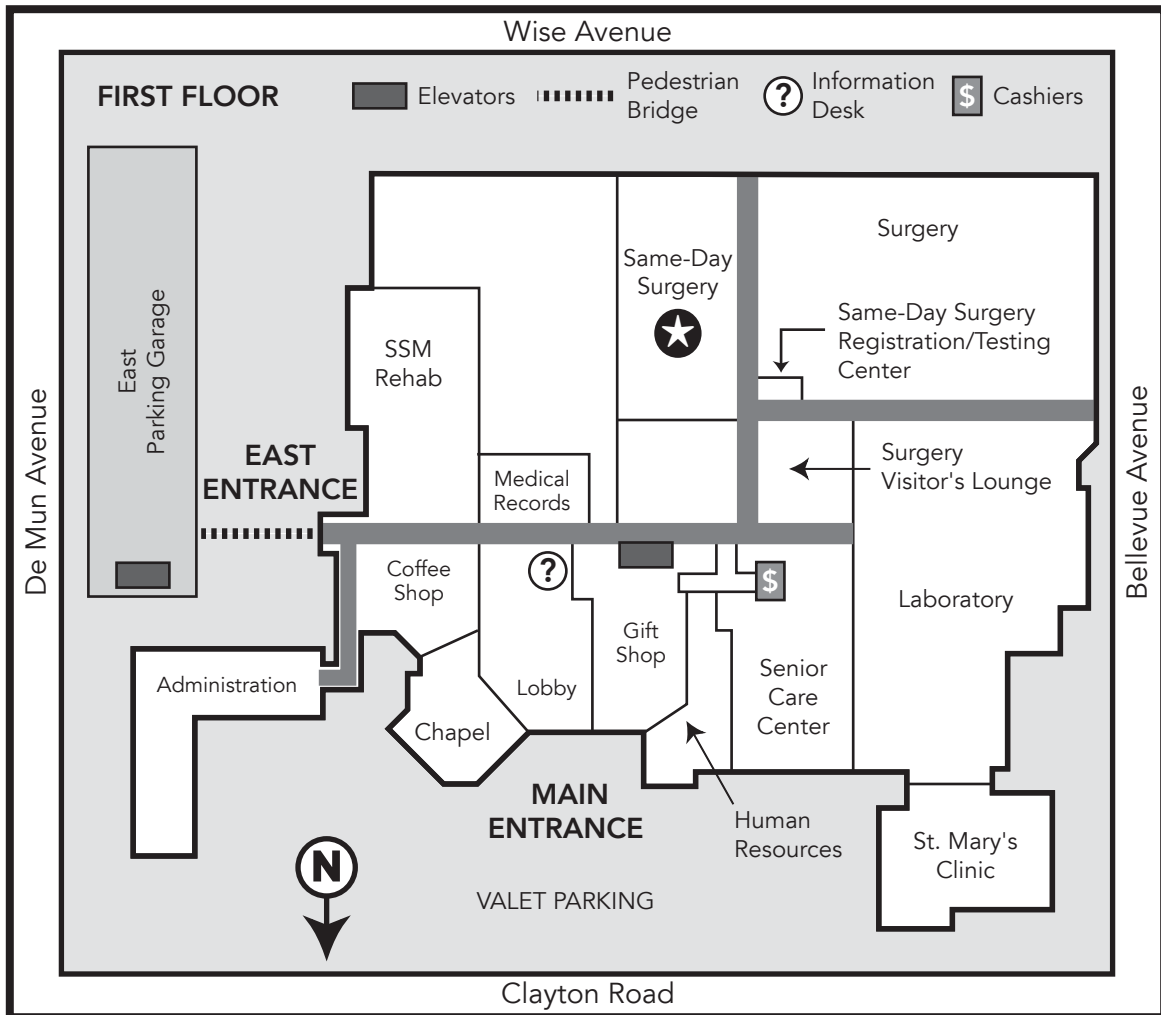 Wise Avenue
FIRST FLOOR
Elevators
Pedestrian
Bridge
?
Information
Desk
$
Cashiers
East
Parking Garage
De Mun Avenue
EAST
ENTRANCE
SSM
Rehab
Same-Day
Surgery
Surgery
Same-Day Surgery
Registration/Testing
Center
Surgery
Visitor's Lounge
Bellevue Avenue
Medical
Records
Coffee
Shop
?
$
Laboratory
Gift
Shop
Administration
Lobby
Senior
Care
Center
Chapel
MAIN
ENTRANCE
Human
Resources
St. Mary's
Clinic
N
VALET PARKING
Clayton Road